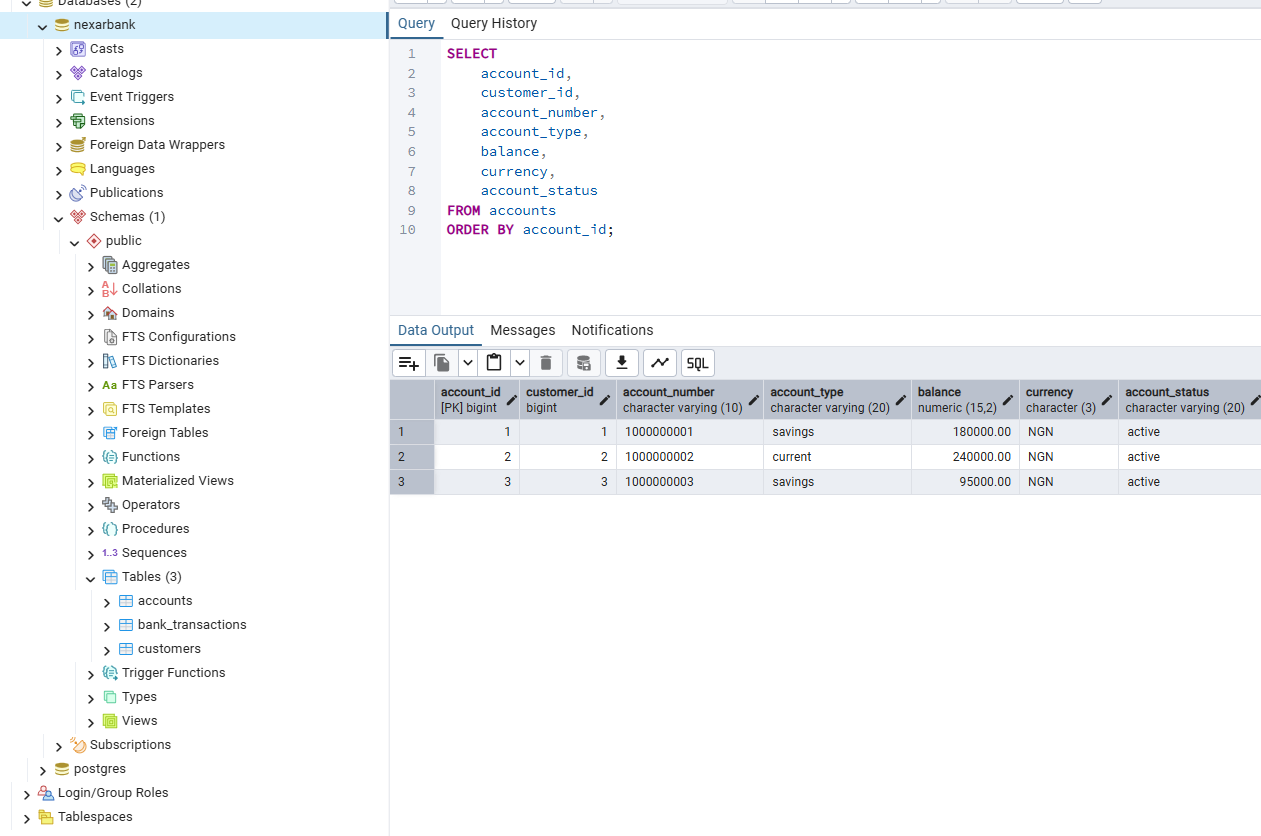 Databases (2)
nexarbank
Casts
Catalogs
Event Triggers
Extensions
Foreign Data Wrappers
Languages
Publications
Schemas (1)
public
Aggregates
Collations
Domains
FTS Configurations
FTS Dictionaries
Aa FTS Parsers
FTS Templates
Foreign Tables
Functions
Materialized Views
Operators
Procedures
1..3 Sequences
Tables (3)
accounts
bank_transactions
customers
Trigger Functions
Types
Views
Subscriptions
postgres
Login/Group Roles
Tablespaces
Query Query History
1 SELECT
2 account_id,
3 customer_id,
4 account_number,
5 account_type,
6 balance,
7 currency,
8 account_status
9 FROM accounts
10 ORDER BY account_id;
Data Output Messages Notifications
SQL
account_id customer_id account_number account_type balance currency account_status
[PK] bigint bigint character varying (10) character varying (20) numeric (15,2) character (3) character varying (20)
1 1 1 1000000001 savings 180000.00 NGN active
2 2 2 1000000002 current 240000.00 NGN active
3 3 3 1000000003 savings 95000.00 NGN active